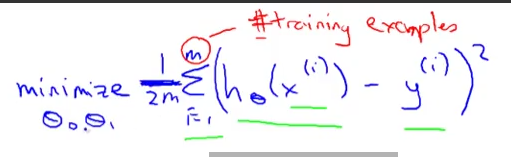 #training examples
minimize 1/2m m Σ i=1 (hθ(x^(i)) - y^(i))²
θ₀, θ₁